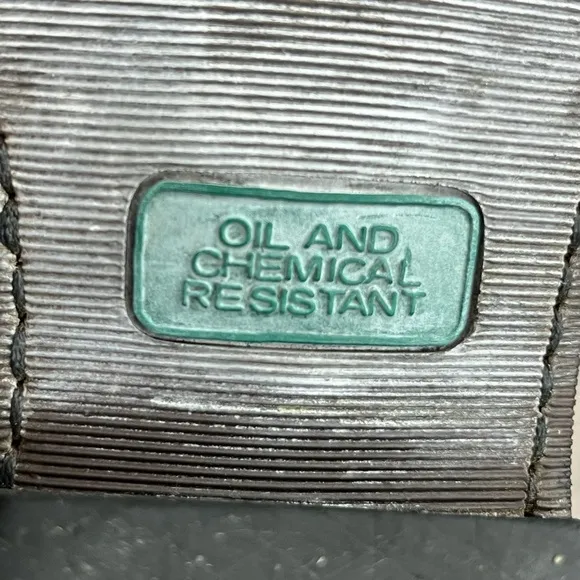 OIL AND
CHEMICAL
RESISTANT